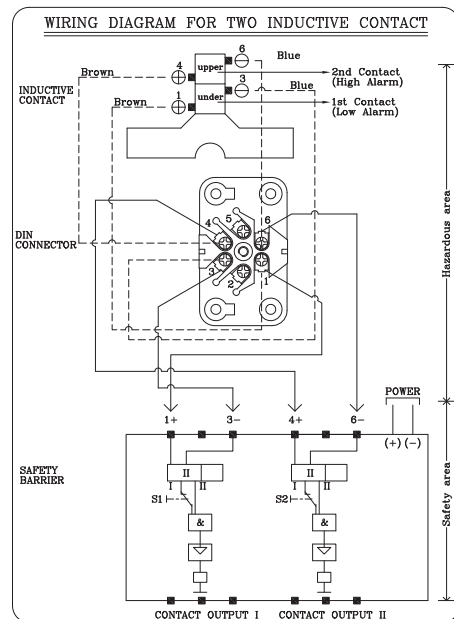 WIRING DIAGRAM FOR TWO INDUCTIVE CONTACT
6
Blue
4
upper
2nd Contact
(High Alarm)
Brown
INDUCTIVE
CONTACT
3
Blue
1
under
1st Contact
(Low Alarm)
Brown
Hazardous area
DIN
CONNECTOR
4
5
6
3
2
1
POWER
1+
3-
4+
6-
(+) (-)
SAFETY
BARRIER
II
II
I
II
I
II
S1
S2
&
&
Safety area
CONTACT OUTPUT I
CONTACT OUTPUT II